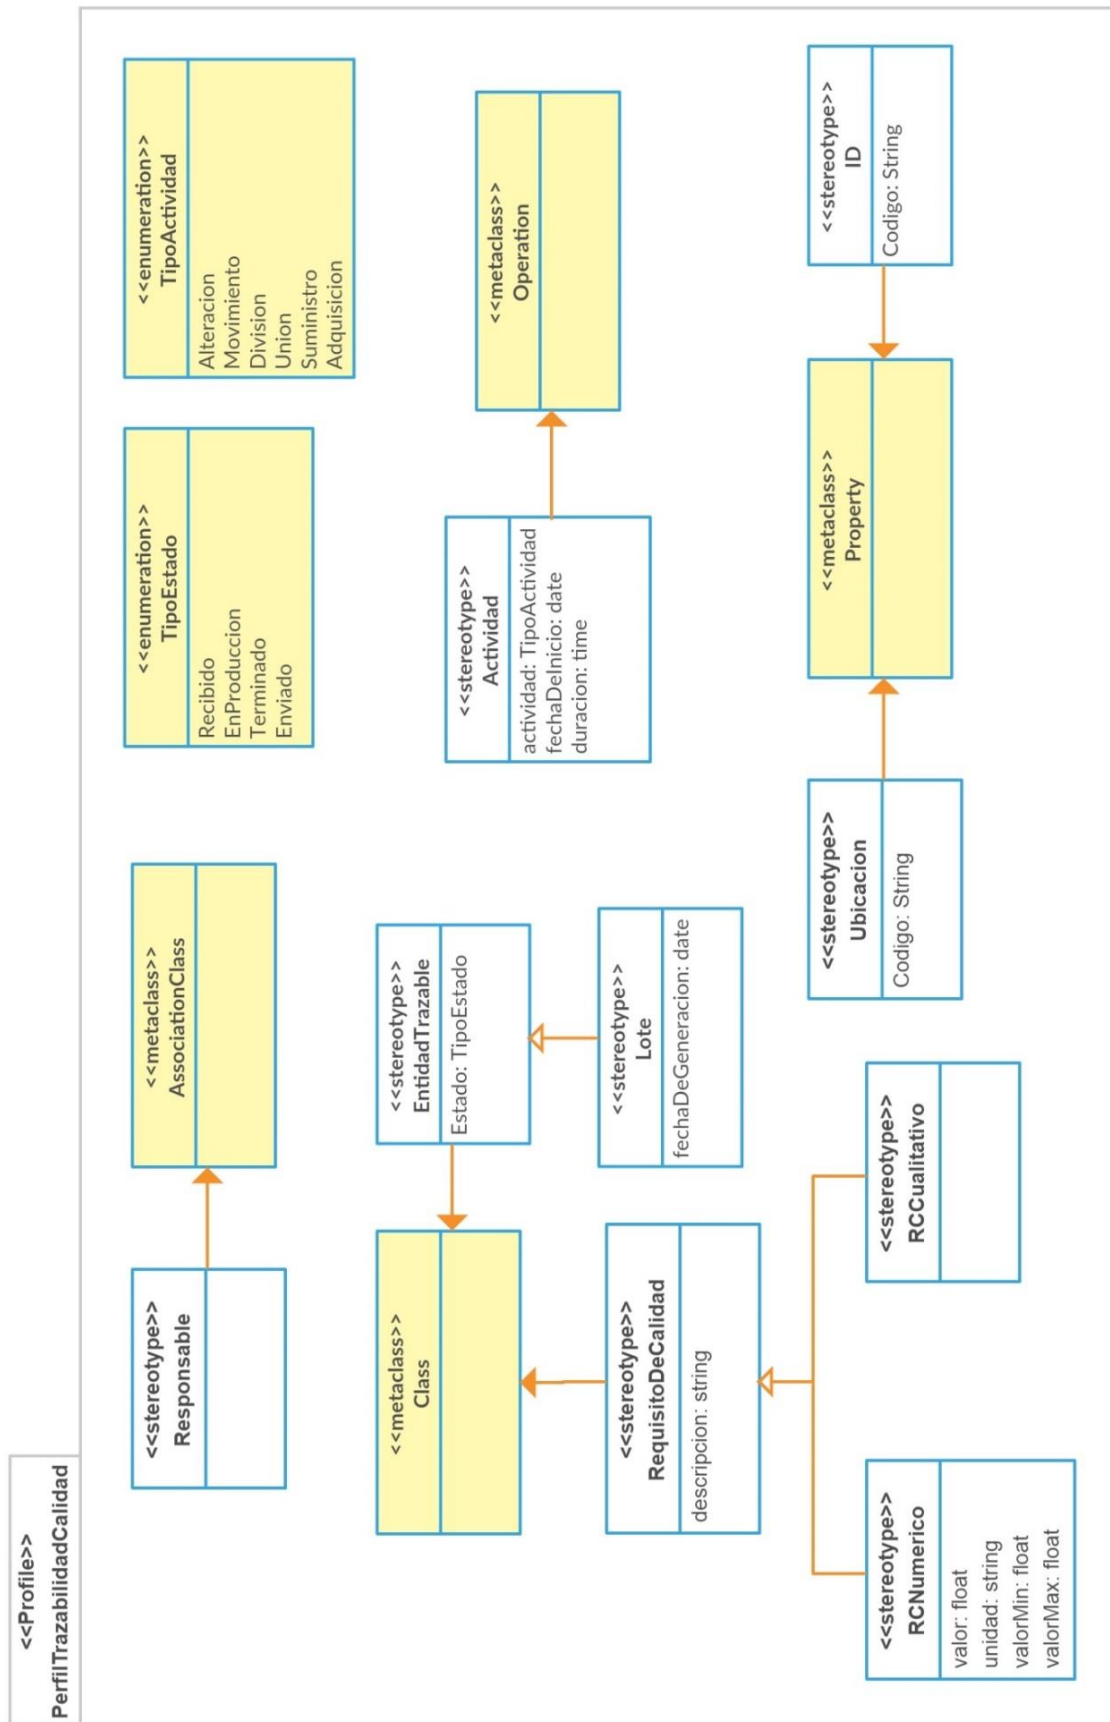 <<Profile>>
PerfilTrazabilidadCalidad
<<stereotype>>
Responsable
<<metaclass>>
AssociationClass
<<enumeration>>
TipoEstado
Recibido
EnProduccion
Terminado
Enviado
<<enumeration>>
TipoActividad
Alteracion
Movimiento
Division
Union
Suministro
Adquisicion
<<metaclass>>
Class
<<stereotype>>
EntidadTrazable
Estado: TipoEstado
<<stereotype>>
Actividad
actividad: TipoActividad
fechaDeInicio: date
duracion: time
<<metaclass>>
Operation
<<stereotype>>
RequisitoDeCalidad
descripcion: string
<<stereotype>>
Lote
fechaDeGeneracion: date
<<stereotype>>
RCNumerico
valor: float
unidad: string
valorMin: float
valorMax: float
<<stereotype>>
RCCualitativo
<<stereotype>>
Ubicacion
Codigo: String
<<metaclass>>
Property
<<stereotype>>
ID
Codigo: String